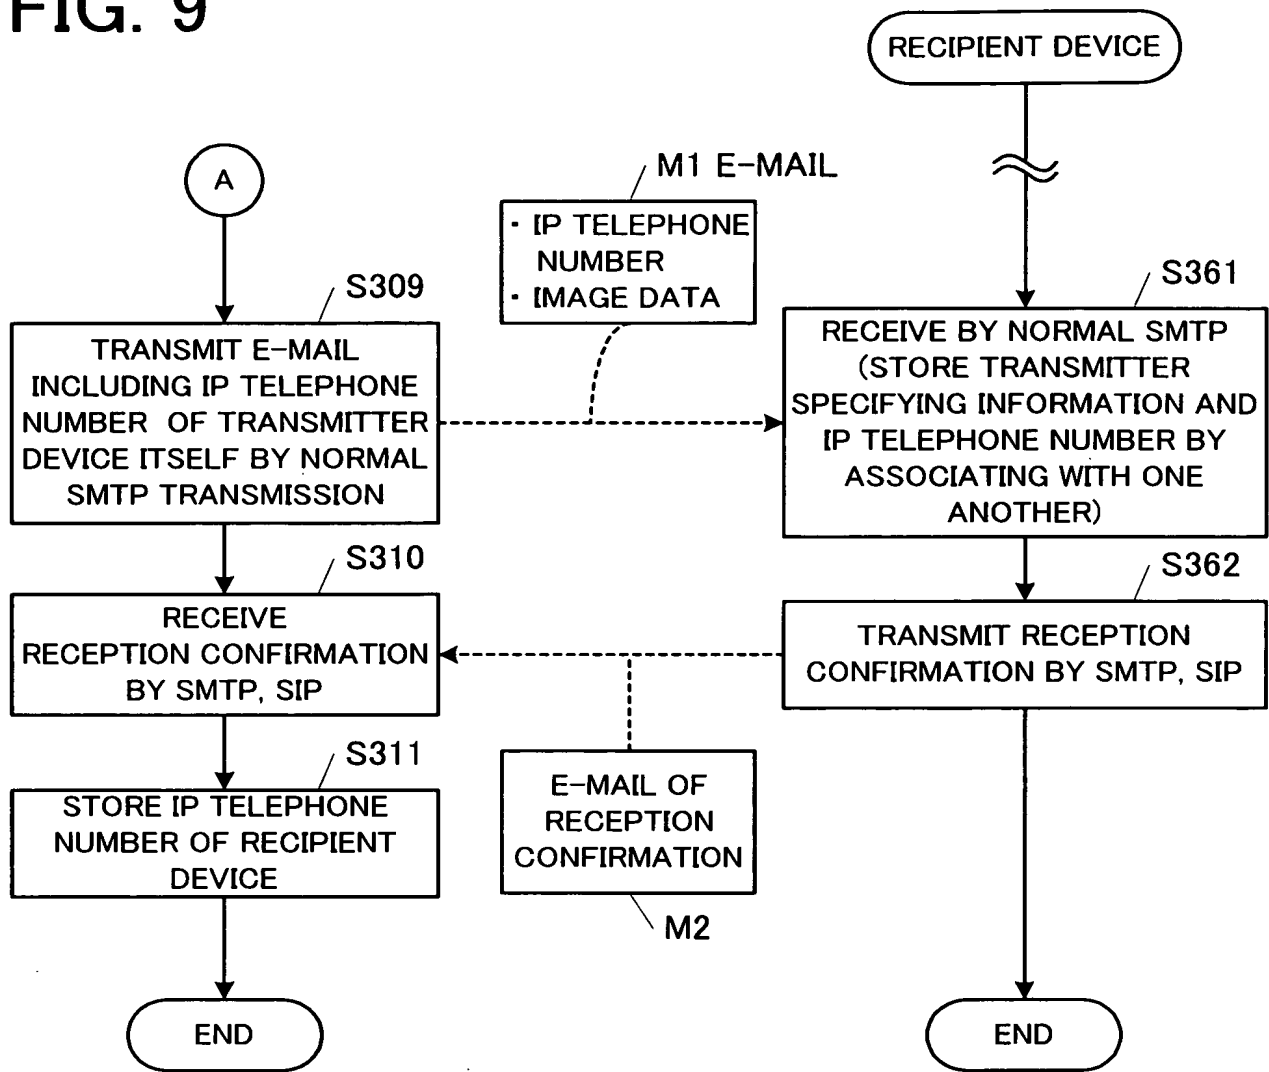 FIG. 9
RECIPIENT DEVICE
A
M1 E-MAIL
· IP TELEPHONE
NUMBER
· IMAGE DATA
S309
TRANSMIT E-MAIL
INCLUDING IP TELEPHONE
NUMBER OF TRANSMITTER
DEVICE ITSELF BY NORMAL
SMTP TRANSMISSION
S361
RECEIVE BY NORMAL SMTP
(STORE TRANSMITTER
SPECIFYING INFORMATION AND
IP TELEPHONE NUMBER BY
ASSOCIATING WITH ONE
ANOTHER)
S310
RECEIVE
RECEPTION CONFIRMATION
BY SMTP, SIP
S362
TRANSMIT RECEPTION
CONFIRMATION BY SMTP, SIP
S311
STORE IP TELEPHONE
NUMBER OF RECIPIENT
DEVICE
E-MAIL OF
RECEPTION
CONFIRMATION
M2
END
END